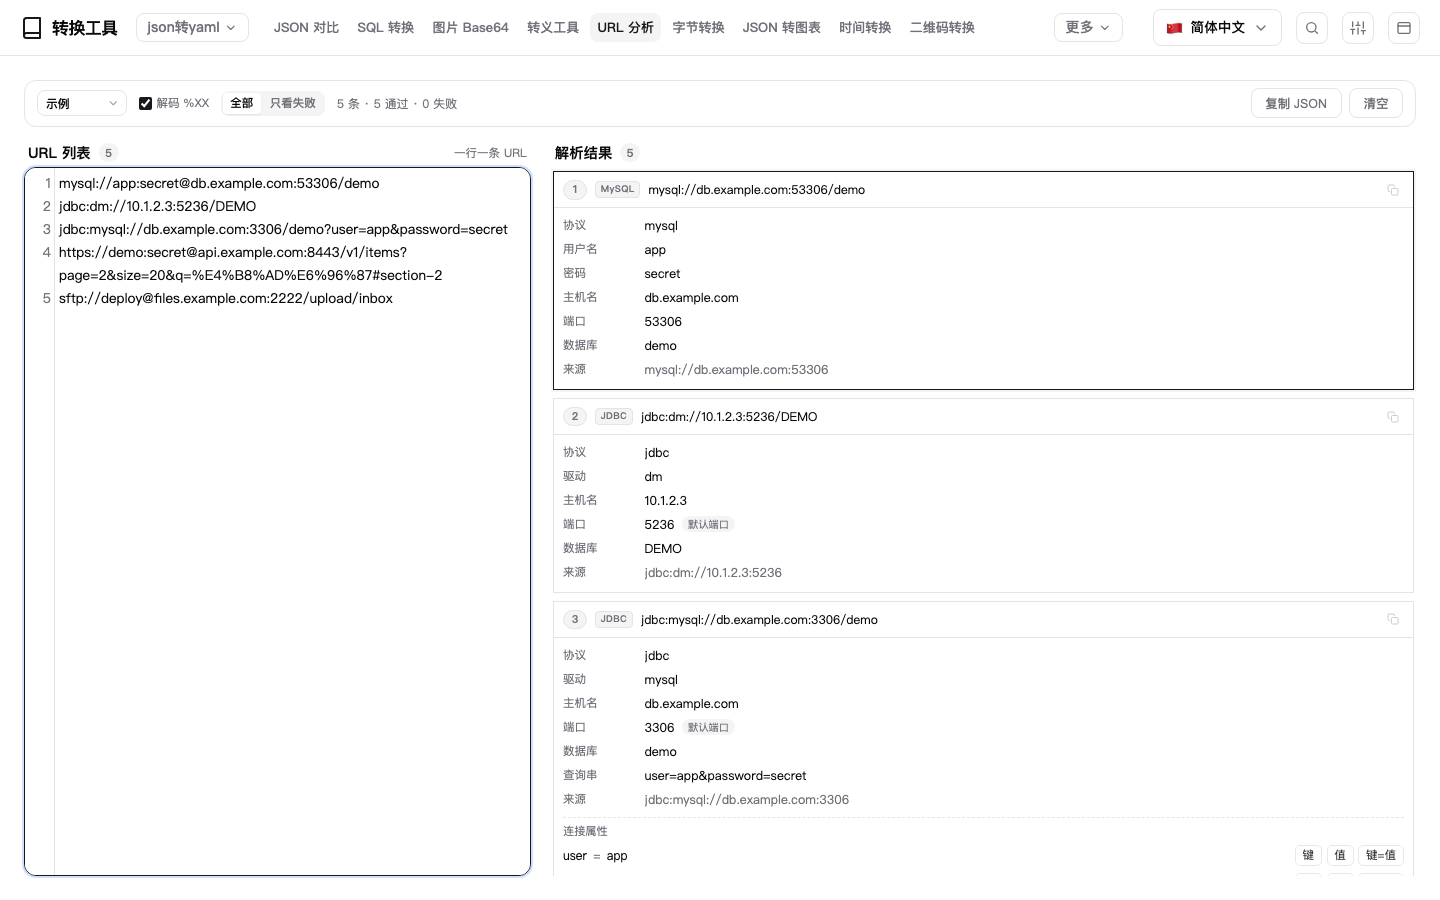 转换工具
json转yaml
JSON 对比
SQL 转换
图片 Base64
转义工具
URL 分析
字节转换
JSON 转图表
时间转换
二维码转换
更多
简体中文
示例
解码 %XX
全部
只看失败
5 条 · 5 通过 · 0 失败
复制 JSON
清空
URL 列表 5
一行一条 URL
1 mysql://app:secret@db.example.com:53306/demo
2 jdbc:dm://10.1.2.3:5236/DEMO
3 jdbc:mysql://db.example.com:3306/demo?user=app&password=secret
4 https://demo:secret@api.example.com:8443/v1/items?
page=2&size=20&q=%E4%B8%AD%E6%96%87#section-2
5 sftp://deploy@files.example.com:2222/upload/inbox
解析结果 5
1 MySQL mysql://db.example.com:53306/demo
协议 mysql
用户名 app
密码 secret
主机名 db.example.com
端口 53306
数据库 demo
来源 mysql://db.example.com:53306
2 JDBC jdbc:dm://10.1.2.3:5236/DEMO
协议 jdbc
驱动 dm
主机名 10.1.2.3
端口 5236 默认端口
数据库 DEMO
来源 jdbc:dm://10.1.2.3:5236
3 JDBC jdbc:mysql://db.example.com:3306/demo
协议 jdbc
驱动 mysql
主机名 db.example.com
端口 3306 默认端口
数据库 demo
查询串 user=app&password=secret
来源 jdbc:mysql://db.example.com:3306
连接属性
user = app 键 值 键=值